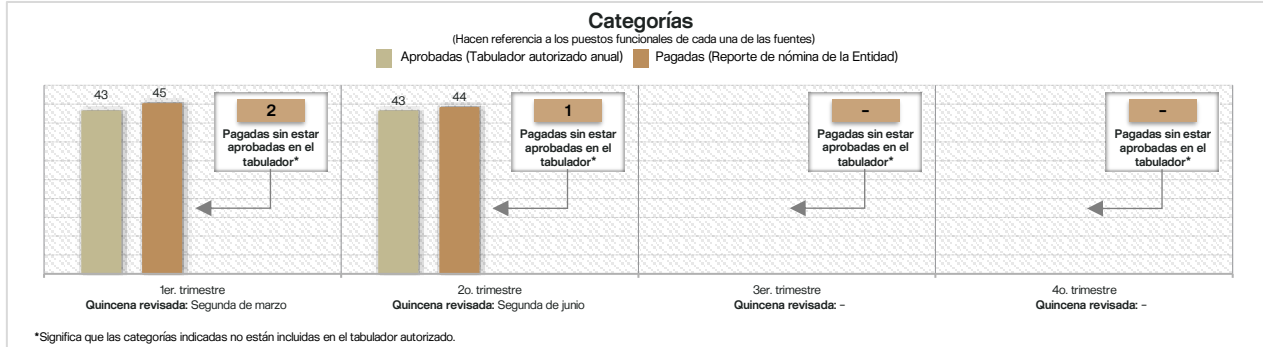 Categorías
(Hacen referencia a los puestos funcionales de cada una de las fuentes)
Aprobadas (Tabulador autorizado anual) Pagadas (Reporte de nómina de la Entidad)
43 45
2
Pagadas sin estar
aprobadas en el
tabulador*
43 44
1
Pagadas sin estar
aprobadas en el
tabulador*
–
Pagadas sin estar
aprobadas en el
tabulador*
–
Pagadas sin estar
aprobadas en el
tabulador*
1er. trimestre
Quincena revisada: Segunda de marzo
2o. trimestre
Quincena revisada: Segunda de junio
3er. trimestre
Quincena revisada: –
4o. trimestre
Quincena revisada: –
*Significa que las categorías indicadas no están incluidas en el tabulador autorizado.